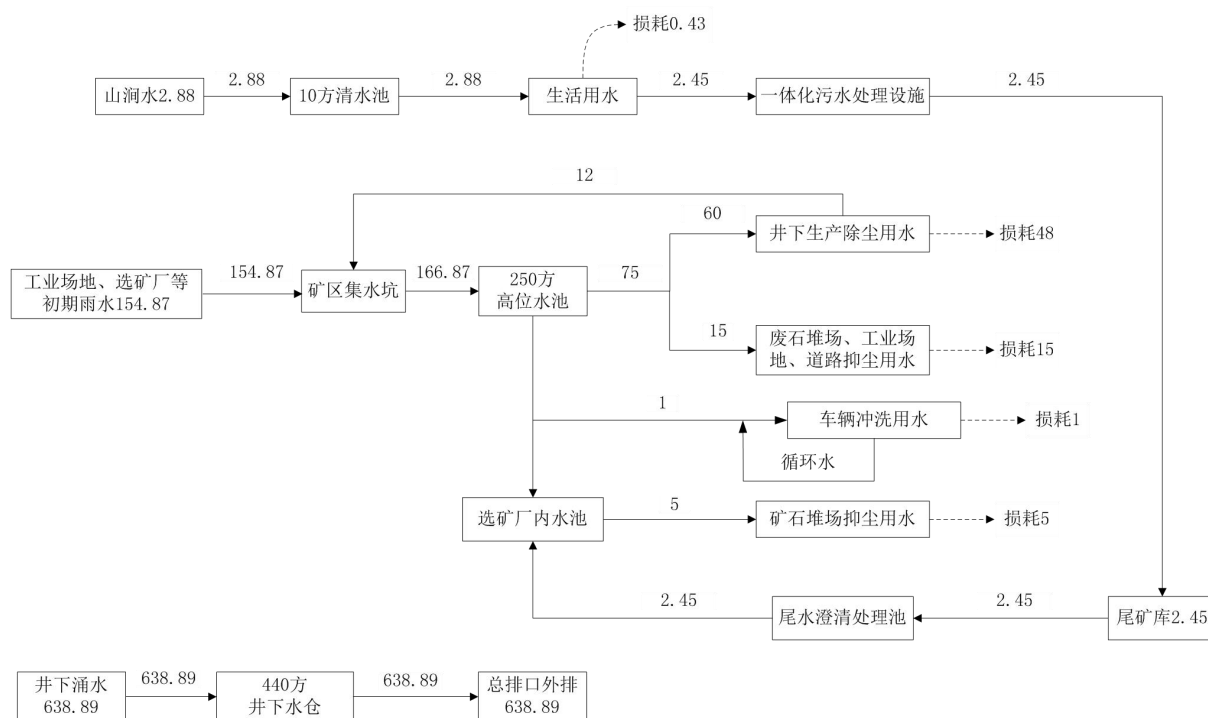 损耗0.43
2.88
2.88
2.45
2.45
山涧水2.88
10方清水池
生活用水
一体化污水处理设施
12
60
井下生产除尘用水
损耗48
工业场地、选矿厂等
初期雨水154.87
154.87
矿区集水坑
166.87
250方
高位水池
75
15
废石堆场、工业场
地、道路抑尘用水
损耗15
1
车辆冲洗用水
损耗1
循环水
选矿厂内水池
5
矿石堆场抑尘用水
损耗5
2.45
尾水澄清处理池
2.45
尾矿库2.45
井下涌水
638.89
638.89
440方
井下水仓
638.89
总排口外排
638.89